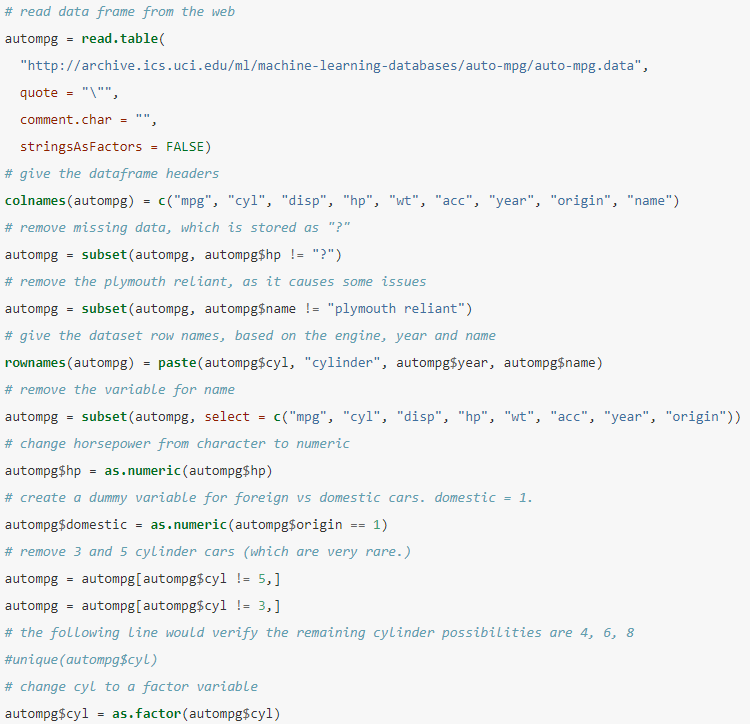 # read data frame from the web
autompg = read.table(
  "http://archive.ics.uci.edu/ml/machine-learning-databases/auto-mpg/auto-mpg.data",
  quote = "\"",
  comment.char = "",
  stringsAsFactors = FALSE)
# give the dataframe headers
colnames(autompg) = c("mpg", "cyl", "disp", "hp", "wt", "acc", "year", "origin", "name")
# remove missing data, which is stored as "?"
autompg = subset(autompg, autompg$hp != "?")
# remove the plymouth reliant, as it causes some issues
autompg = subset(autompg, autompg$name != "plymouth reliant")
# give the dataset row names, based on the engine, year and name
rownames(autompg) = paste(autompg$cyl, "cylinder", autompg$year, autompg$name)
# remove the variable for name
autompg = subset(autompg, select = c("mpg", "cyl", "disp", "hp", "wt", "acc", "year", "origin"))
# change horsepower from character to numeric
autompg$hp = as.numeric(autompg$hp)
# create a dummy variable for foreign vs domestic cars. domestic = 1.
autompg$domestic = as.numeric(autompg$origin == 1)
# remove 3 and 5 cylinder cars (which are very rare.)
autompg = autompg[autompg$cyl != 5,]
autompg = autompg[autompg$cyl != 3,]
# the following line would verify the remaining cylinder possibilities are 4, 6, 8
#unique(autompg$cyl)
# change cyl to a factor variable
autompg$cyl = as.factor(autompg$cyl)